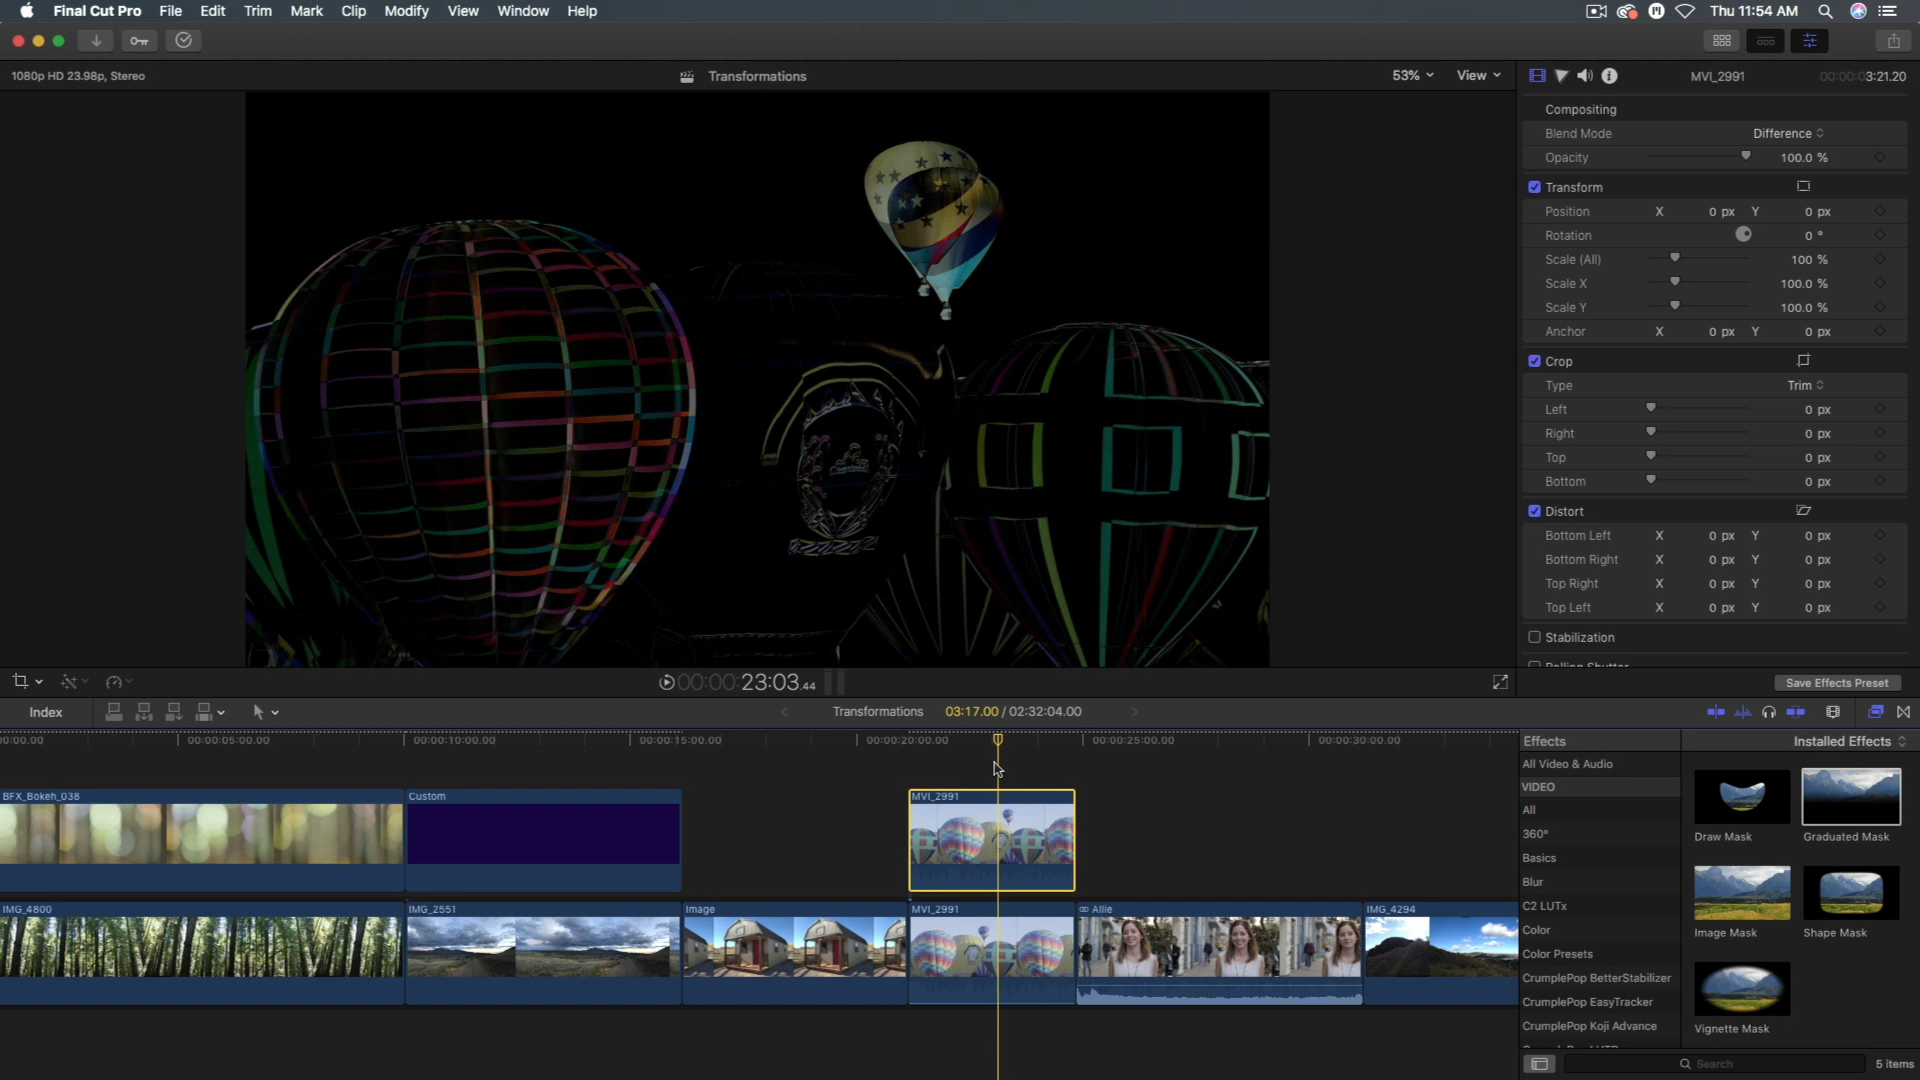 Final Cut Pro File Edit Trim Mark Clip Modify View Window Help Thu 11:54 AM
1080p HD 23.98p, Stereo Transformations 53% View MVI_2991 00:00:03:21.20
Compositing
Blend Mode Difference
Opacity 100.0 %
Transform
Position X 0 px Y 0 px
Rotation 0 °
Scale (All) 100 %
Scale X 100.0 %
Scale Y 100.0 %
Anchor X 0 px Y 0 px
Crop
Type Trim
Left 0 px
Right 0 px
Top 0 px
Bottom 0 px
Distort
Bottom Left X 0 px Y 0 px
Bottom Right X 0 px Y 0 px
Top Right X 0 px Y 0 px
Top Left X 0 px Y 0 px
Stabilization
Rolling Shutter
00:00:23:03.44 Save Effects Preset
Index Transformations 03:17.00 / 02:32:04.00
00:00:05:00.00 00:00:10:00.00 00:00:15:00.00 00:00:20:00.00 00:00:25:00.00 00:00:30:00.00
BFX_Bokeh_038 Custom MVI_2991
IMG_4800 IMG_2551 Image MVI_2991 Allie IMG_4294
Effects Installed Effects
All Video & Audio
VIDEO
All
360°
Basics
Blur
C2 LUTx
Color
Color Presets
CrumplePop BetterStabilizer
CrumplePop EasyTracker
CrumplePop Koji Advance
Draw Mask Graduated Mask
Image Mask Shape Mask
Vignette Mask
Search 5 items